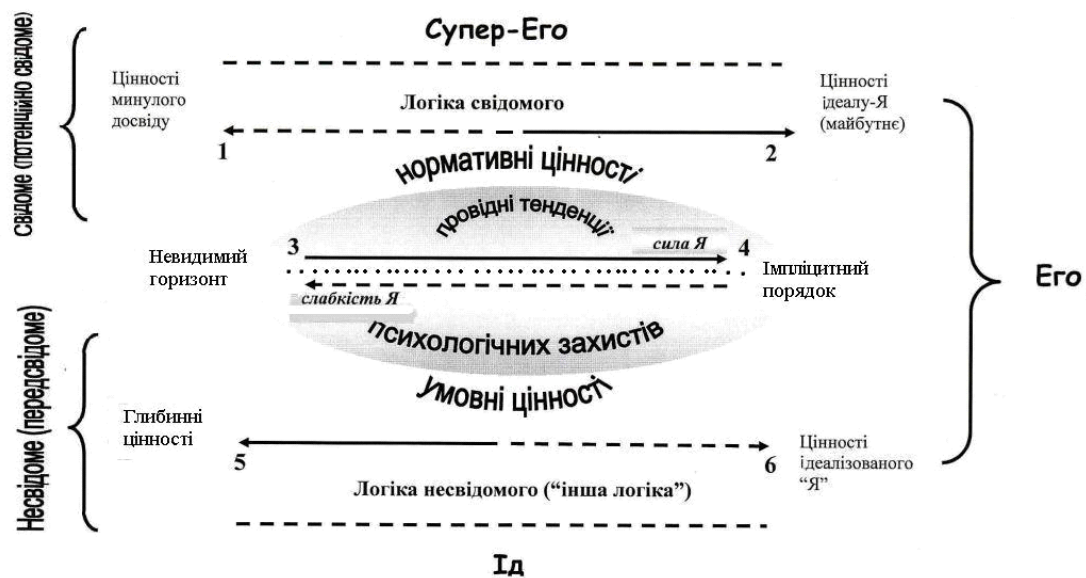 Супер-Его
Свідоме (потенційно свідоме)
Цінності
минулого
досвіду
Логіка свідомого
Цінності
ідеалу-Я
(майбутнє)
1
2
нормативні цінності
провідні тенденції
3
сила Я
4
Невидимий
горизонт
Імпліцитний
порядок
Его
слабкість Я
психологічних захистів
умовні цінності
Несвідоме (передсвідоме)
Глибинні
цінності
5
6
Цінності
ідеалізованого
“Я”
Логіка несвідомого (“інша логіка”)
Ід